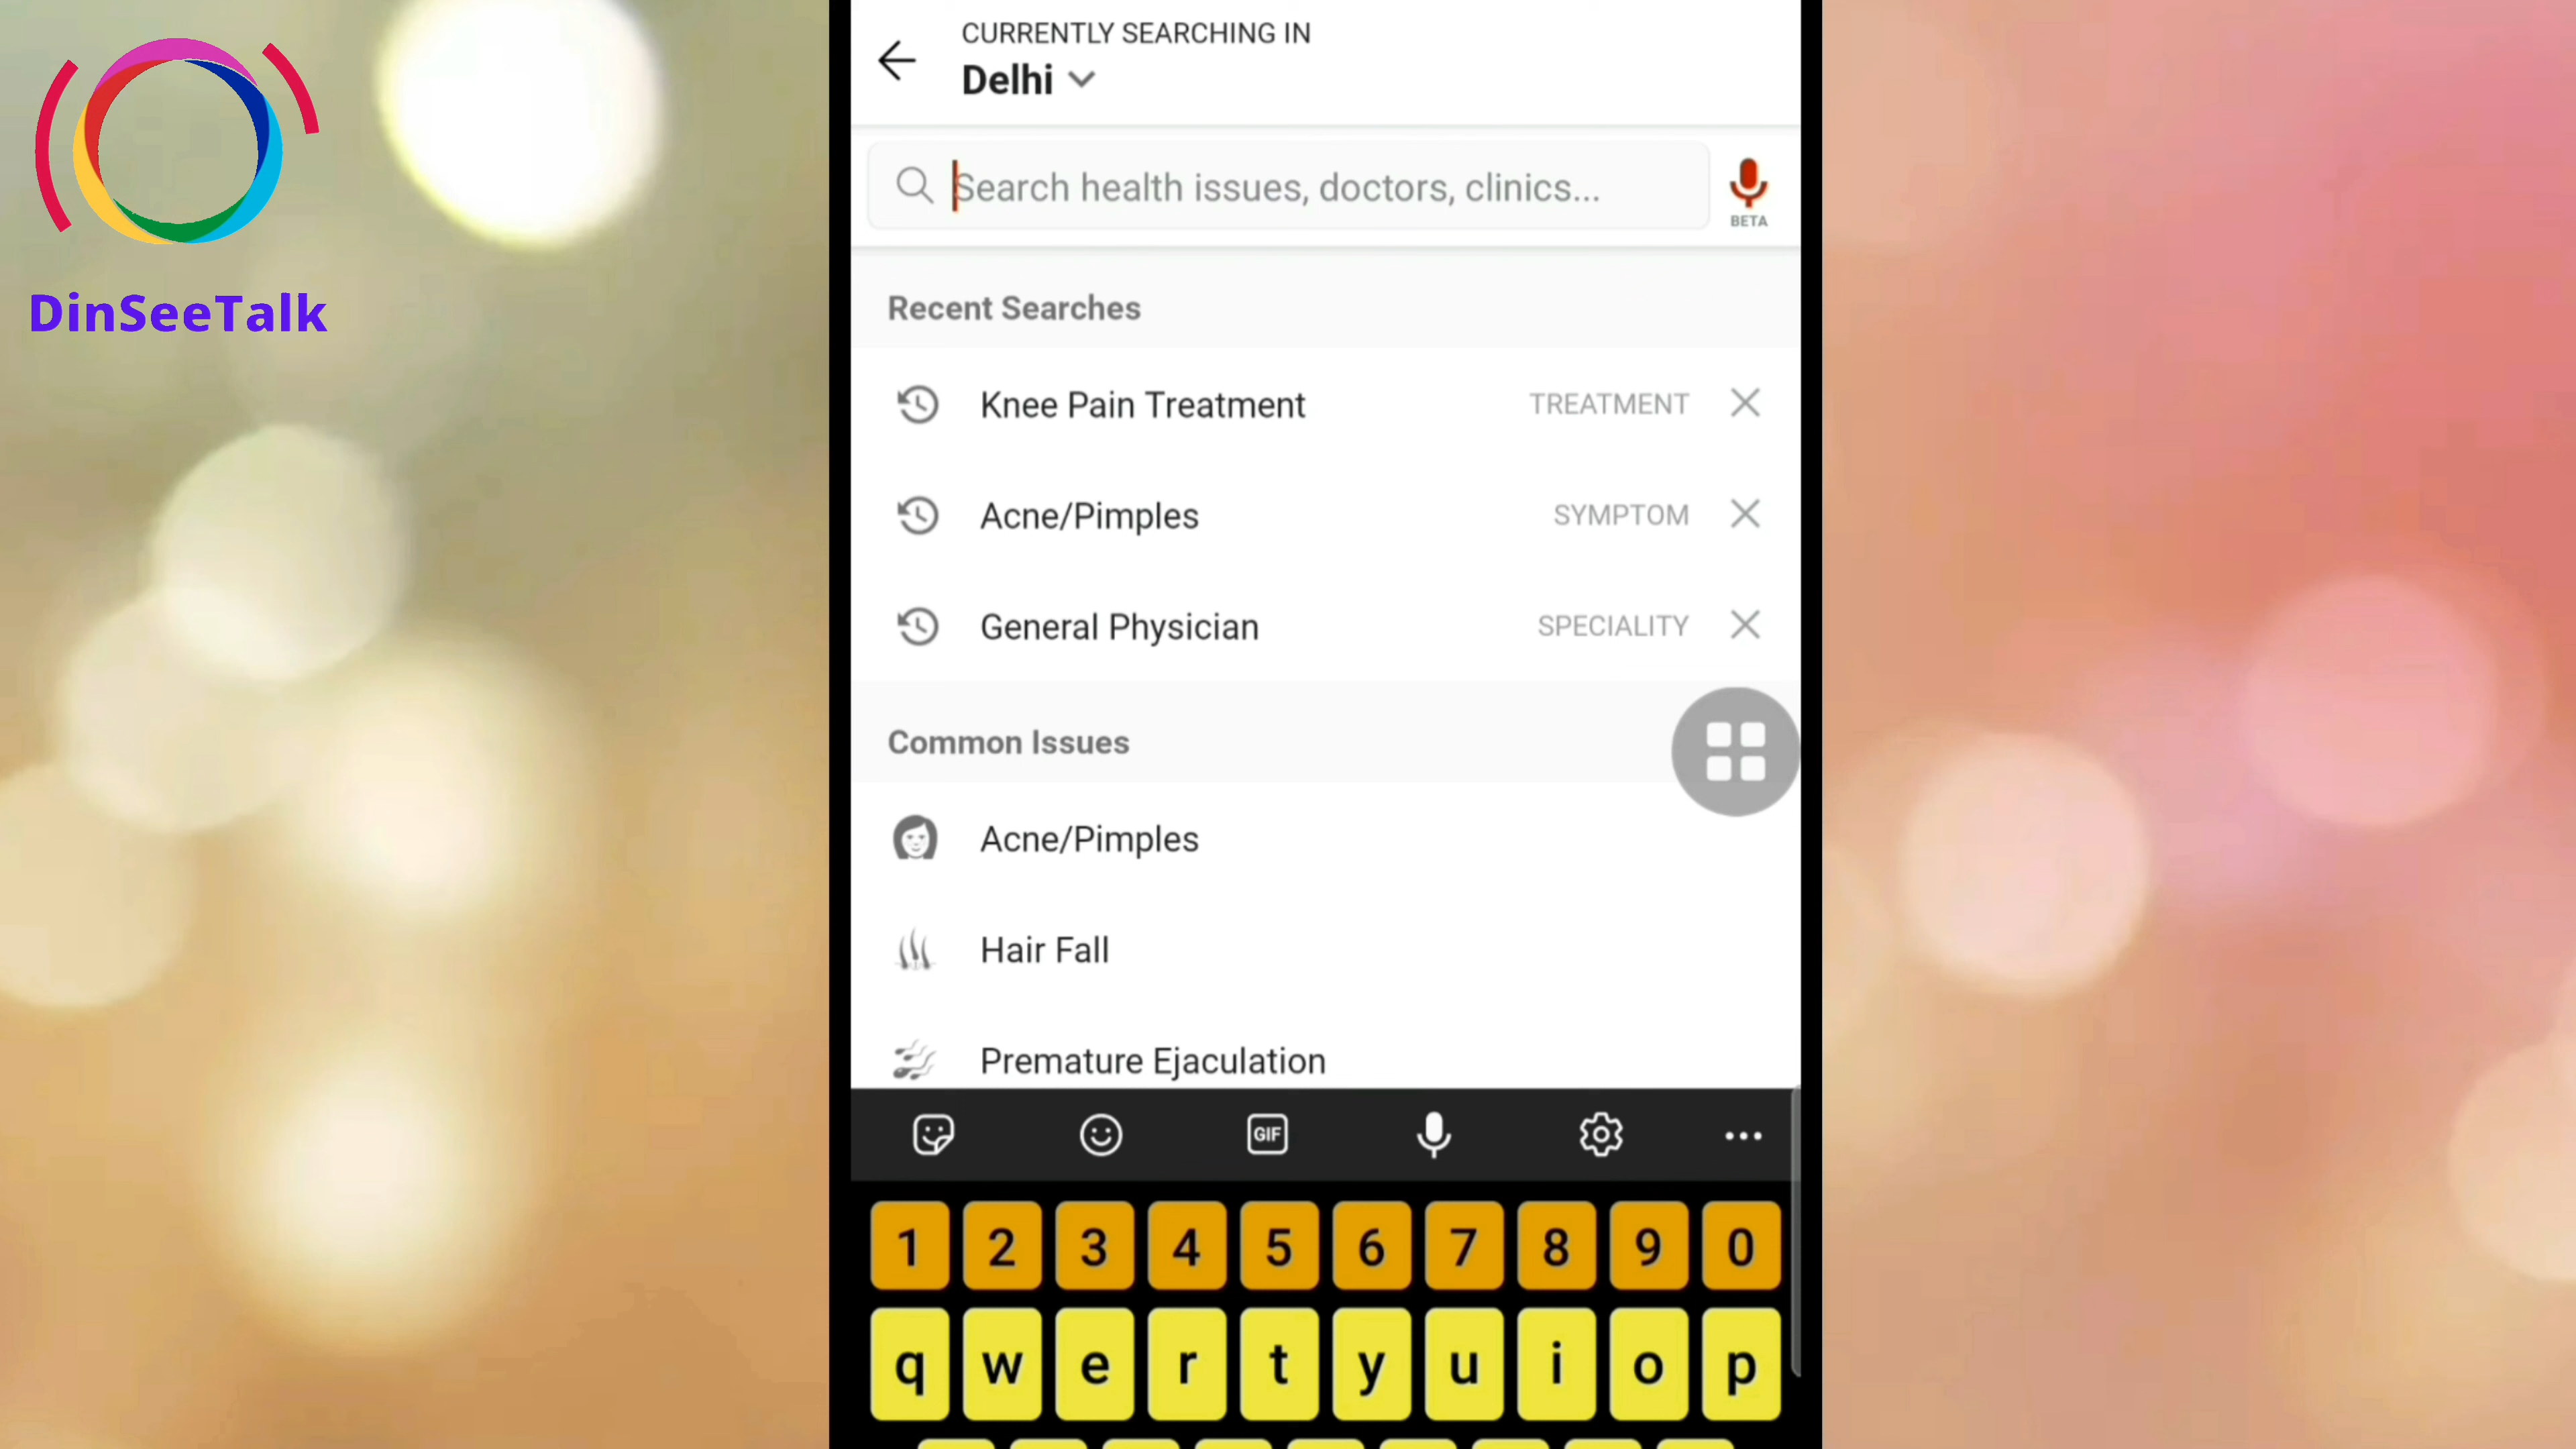 DinSeeTalk
CURRENTLY SEARCHING IN
Delhi
Search health issues, doctors, clinics...
BETA
Recent Searches
Knee Pain Treatment TREATMENT
Acne/Pimples SYMPTOM
General Physician SPECIALITY
Common Issues
Acne/Pimples
Hair Fall
Premature Ejaculation
GIF
1 2 3 4 5 6 7 8 9 0
q w e r t y u i o p